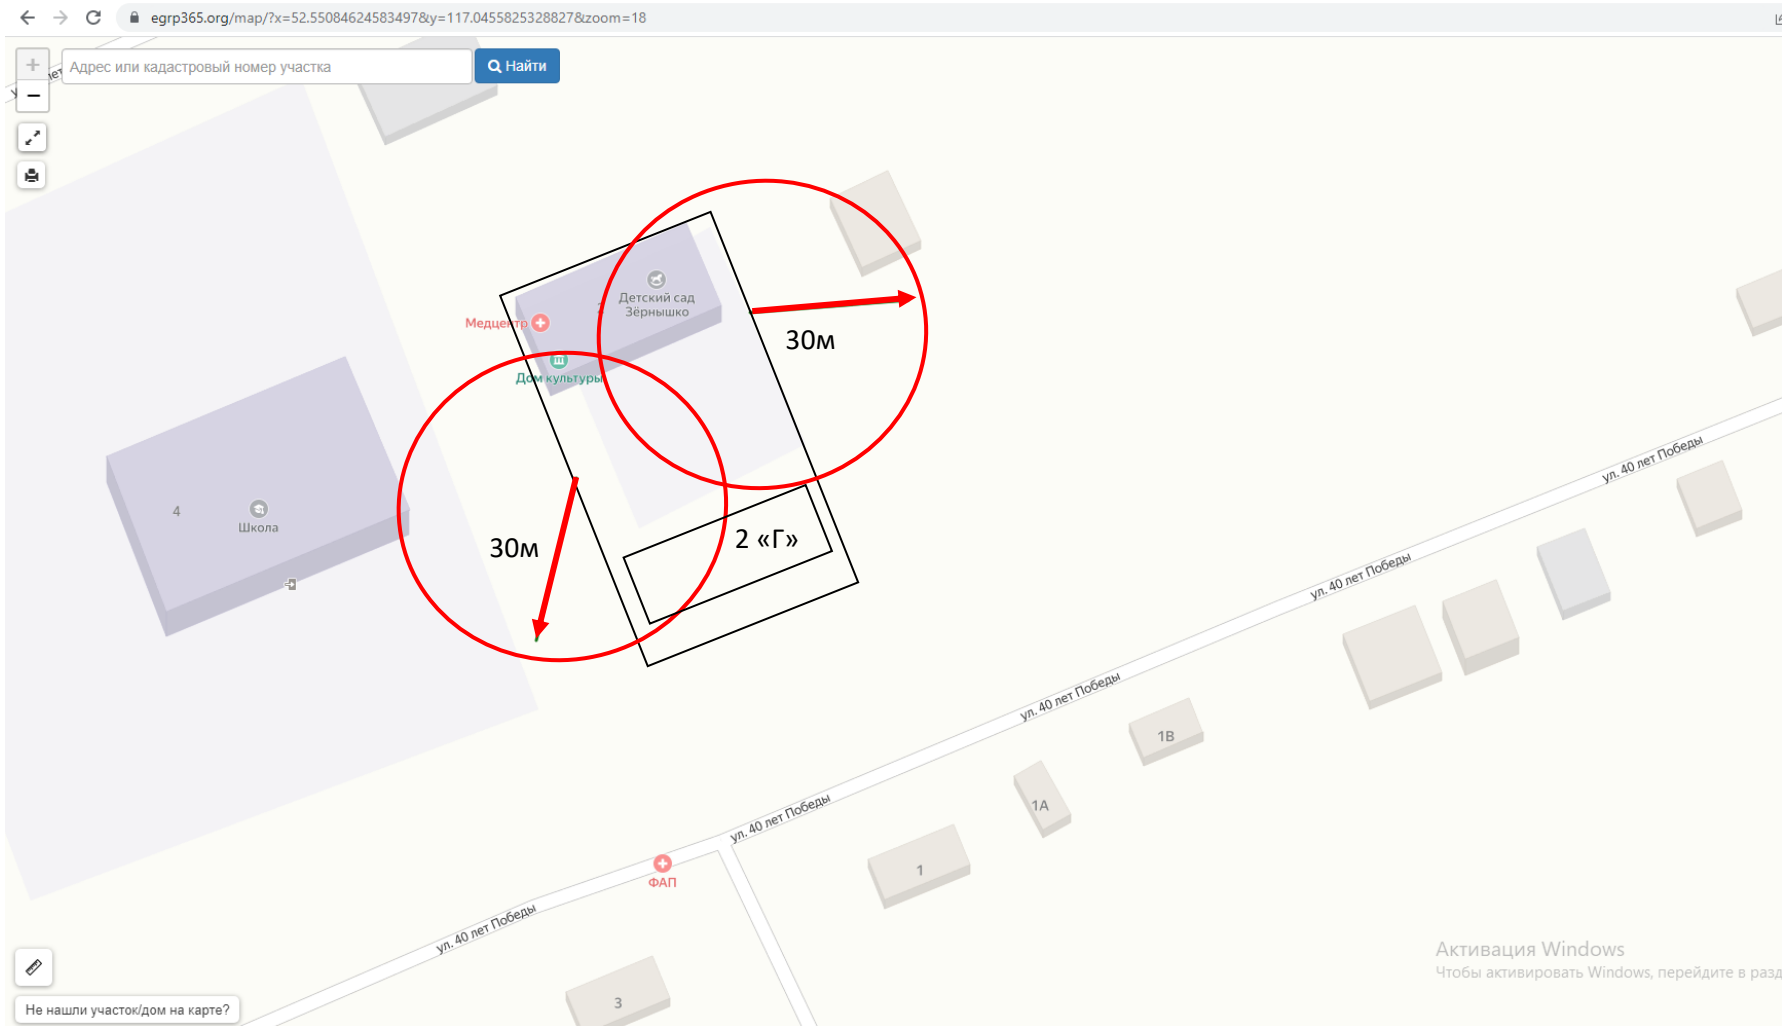 egrp365.org/map/?x=52.55084624583497&y=117.0455825328827&zoom=18
Адрес или кадастровый номер участка
Найти
Детский сад
Зёрнышко
2
Медцентр
Дом культуры
30м
4
Школа
30м
2 «Г»
ул. 40 лет Победы
ул. 40 лет Победы
ул. 40 лет Победы
1В
1А
ул. 40 лет Победы
1
ФАП
ул. 40 лет Победы
3
Активация Windows
Чтобы активировать Windows, перейдите в разд
Не нашли участок/дом на карте?